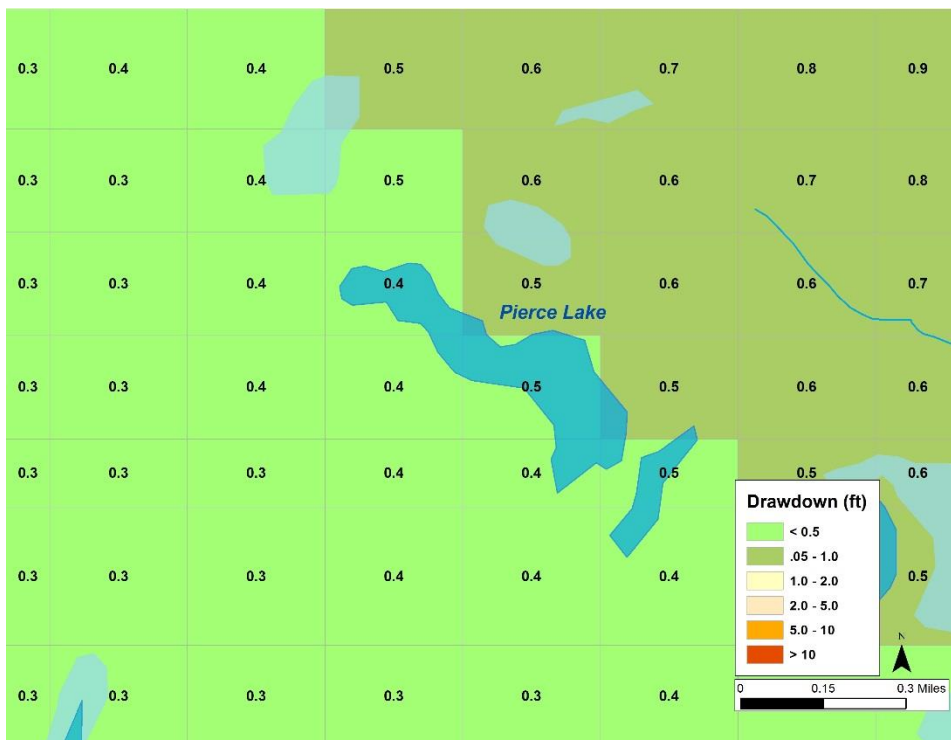 0.3 0.4 0.4 0.5 0.6 0.7 0.8 0.9
0.3 0.3 0.4 0.5 0.6 0.6 0.7 0.8
0.3 0.3 0.4 0.4 0.5 0.6 0.6 0.7
Pierce Lake
0.3 0.3 0.4 0.4 0.5 0.5 0.6 0.6
0.3 0.3 0.3 0.4 0.4 0.5 0.5 0.6
0.3 0.3 0.3 0.4 0.4 0.4 0.5
0.3 0.3 0.3 0.3 0.3 0.4
Drawdown (ft)
< 0.5
.05 - 1.0
1.0 - 2.0
2.0 - 5.0
5.0 - 10
> 10
N
0 0.15 0.3 Miles